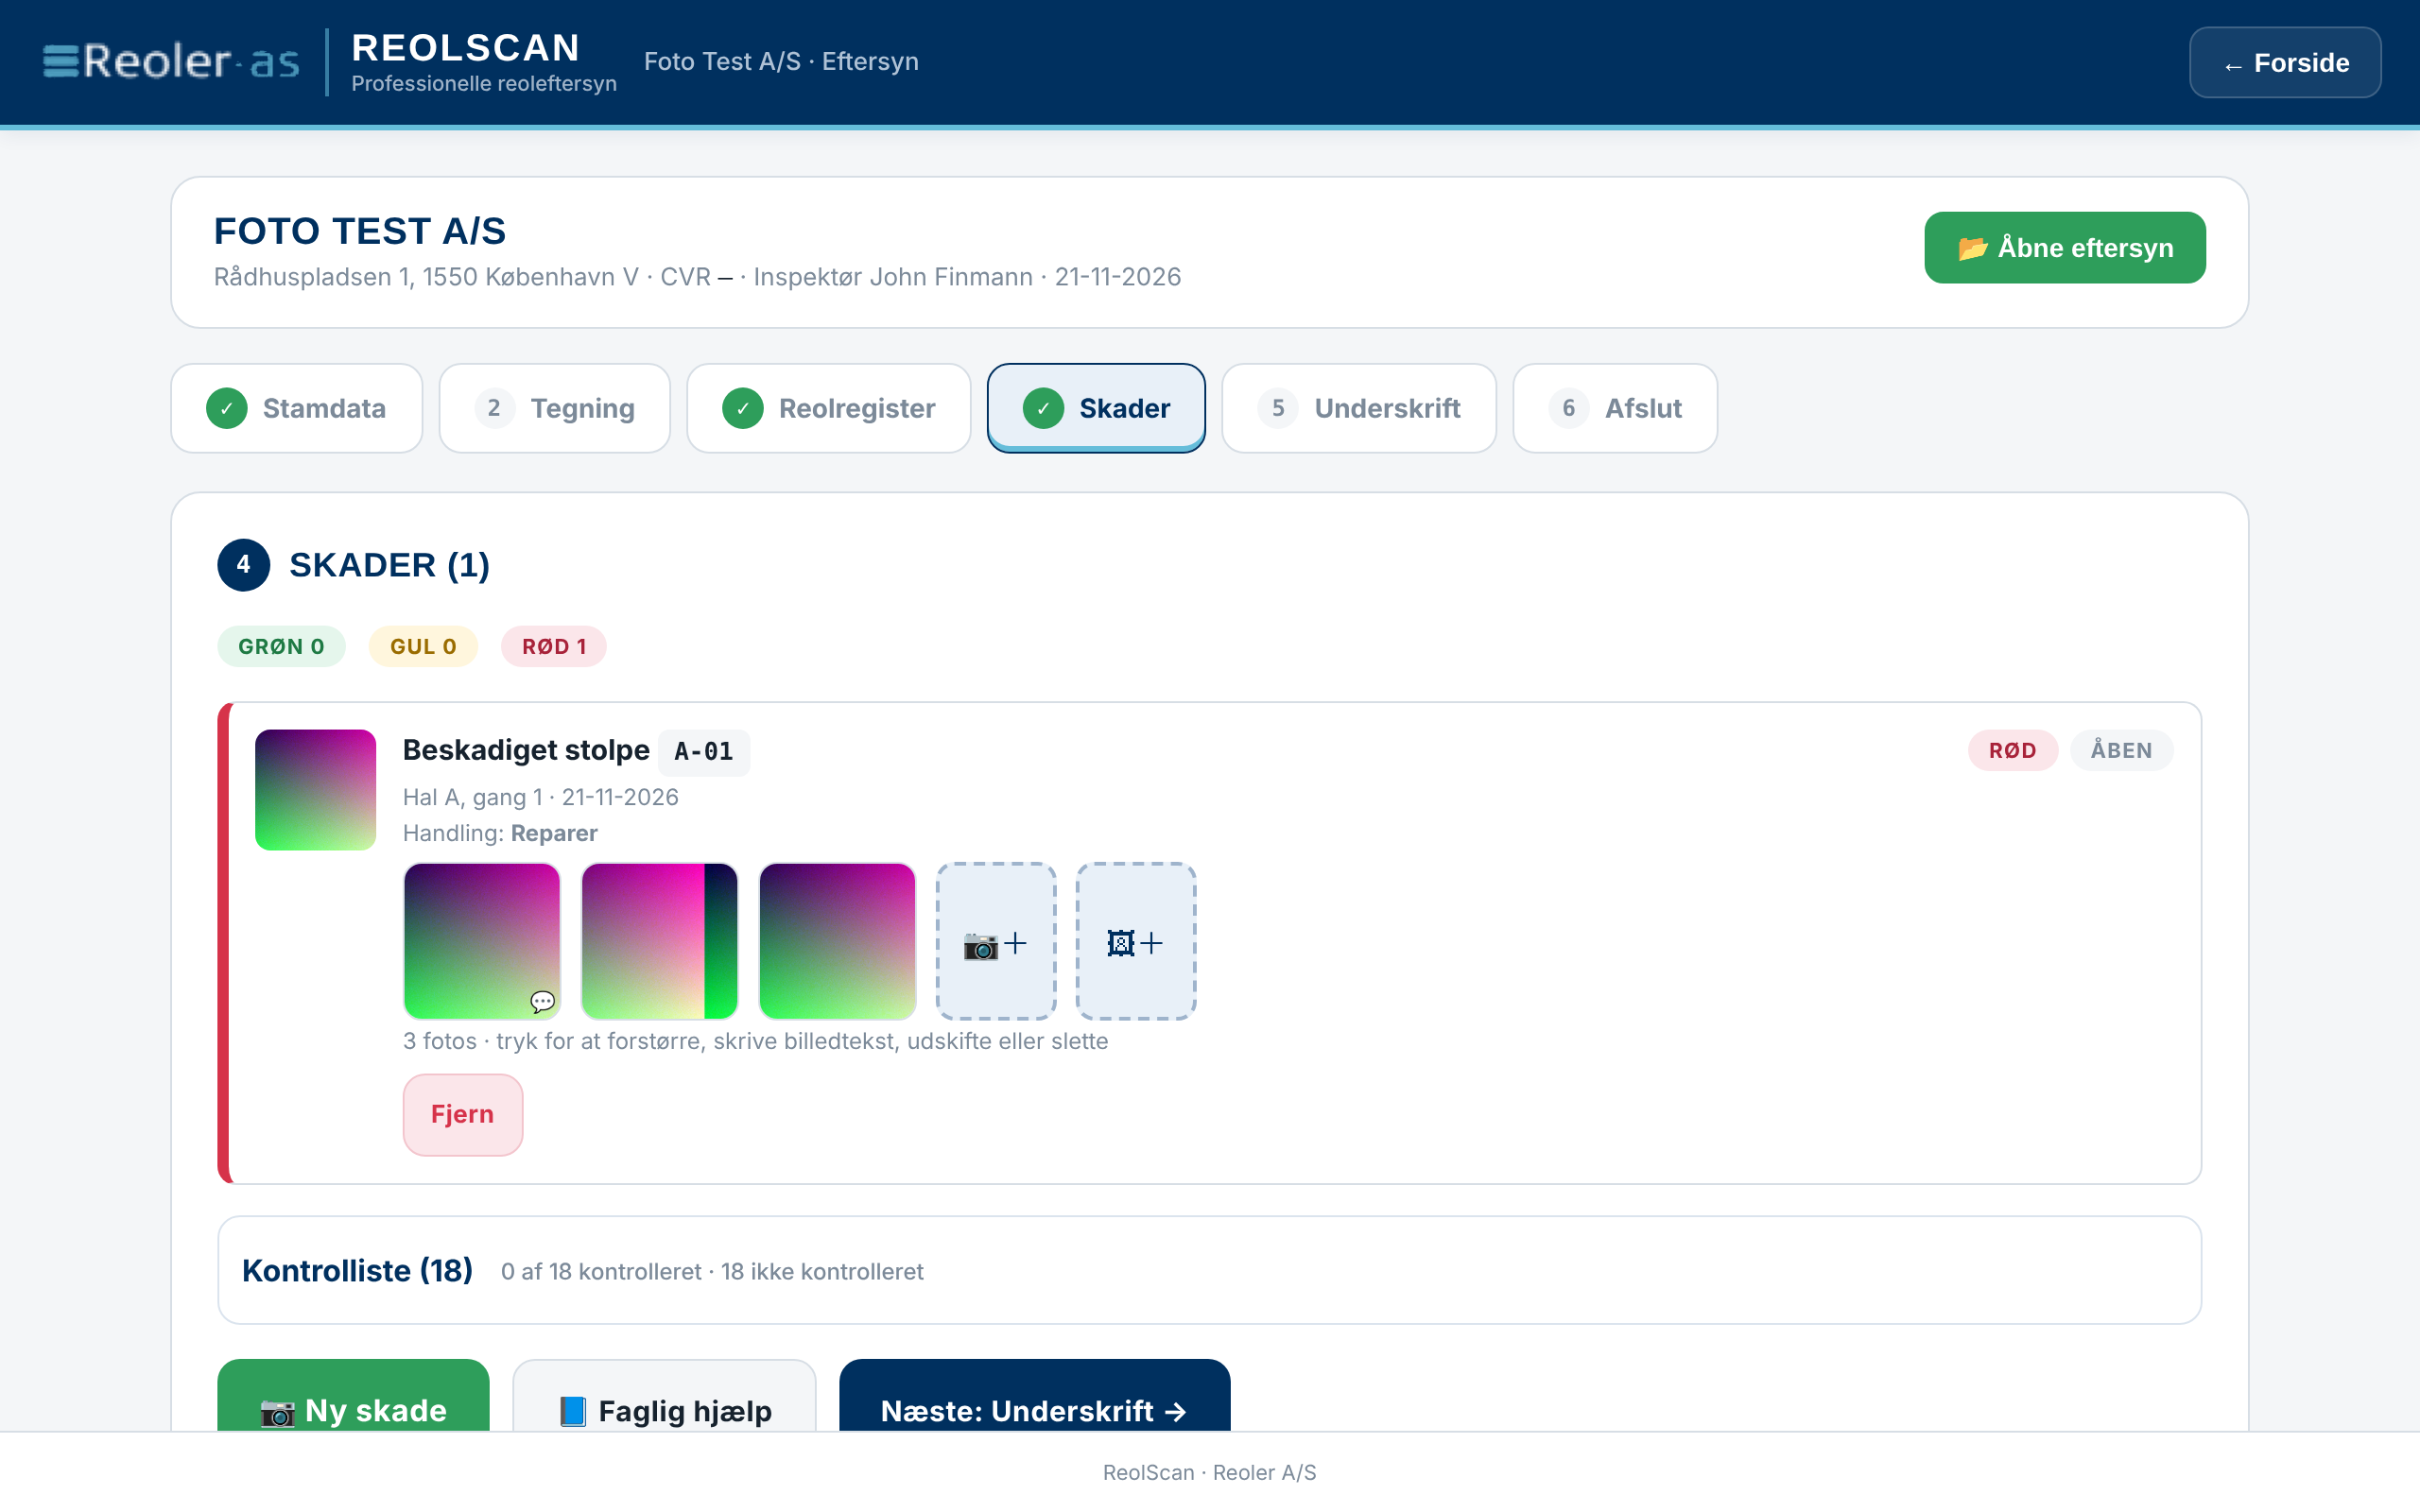 Reoler·as
REOLSCAN
Professionelle reoleftersyn
Foto Test A/S · Eftersyn
← Forside
FOTO TEST A/S
Rådhuspladsen 1, 1550 København V · CVR — · Inspektør John Finmann · 21-11-2026
📂 Åbne eftersyn
✓ Stamdata
2 Tegning
✓ Reolregister
✓ Skader
5 Underskrift
6 Afslut
4 SKADER (1)
GRØN 0
GUL 0
RØD 1
Beskadiget stolpe A-01
RØD
ÅBEN
Hal A, gang 1 · 21-11-2026
Handling: Reparer
📷+
🖼+
3 fotos · tryk for at forstørre, skrive billedtekst, udskifte eller slette
Fjern
Kontrolliste (18) 0 af 18 kontrolleret · 18 ikke kontrolleret
📷 Ny skade
📘 Faglig hjælp
Næste: Underskrift →
ReolScan · Reoler A/S